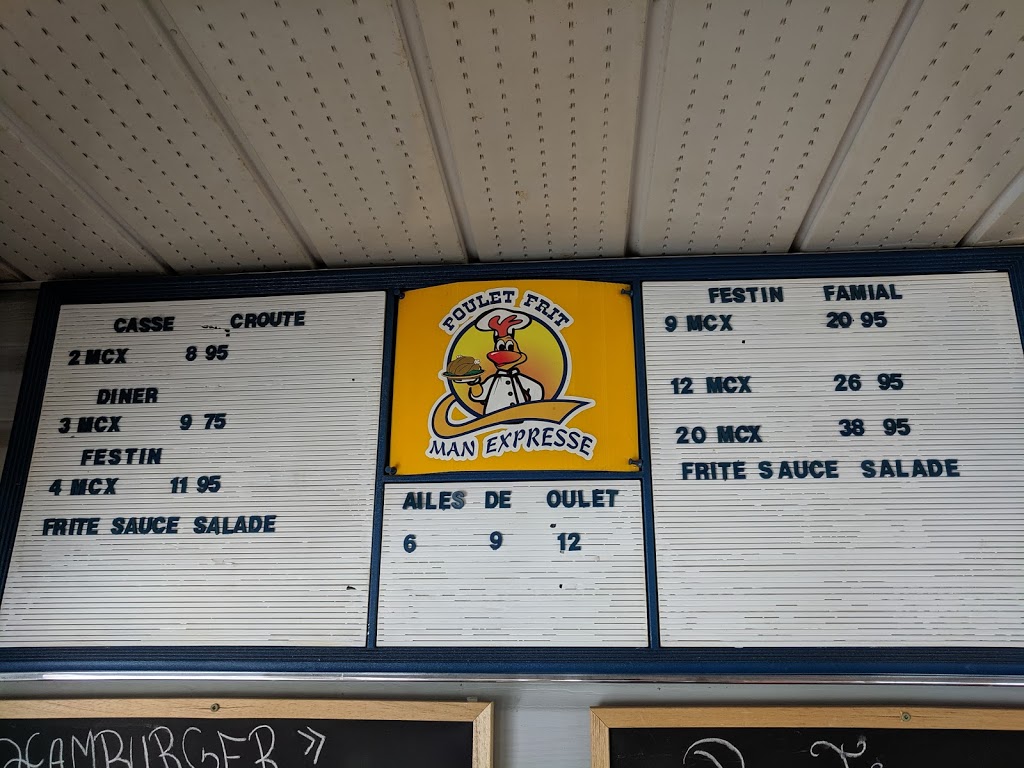 CASSE CROUTE
2 MCX 8 95
DINER
3 MCX 9 75
FESTIN
4 MCX 11 95
FRITE SAUCE SALADE
POULET FRIT
MAN EXPRESSE
AILES DE OULET
6 9 12
FESTIN FAMIAL
9 MCX 20 95
12 MCX 26 95
20 MCX 38 95
FRITE SAUCE SALADE
HAMBURGER